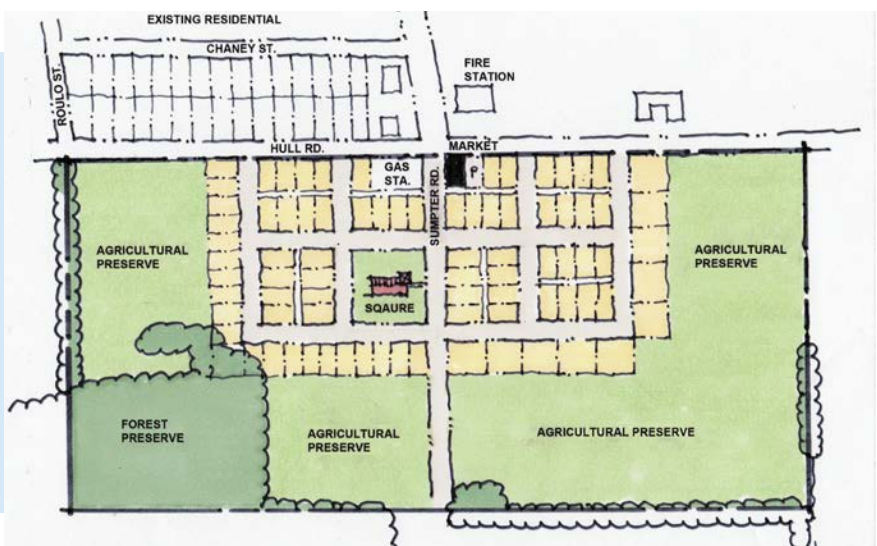 EXISTING RESIDENTIAL
CHANEY ST.
ROULO ST.
FIRE
STATION
HULL RD.
MARKET
GAS
STA.
P
SUMPTER RD.
AGRICULTURAL
PRESERVE
AGRICULTURAL
PRESERVE
SQAURE
FOREST
PRESERVE
AGRICULTURAL
PRESERVE
AGRICULTURAL PRESERVE